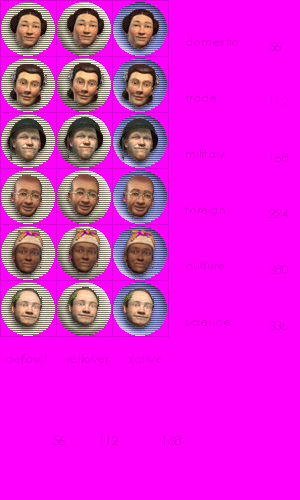 domestic 56
trade 112
military 168
foreign 224
culture 280
science 336
default rollover active
56 112 168